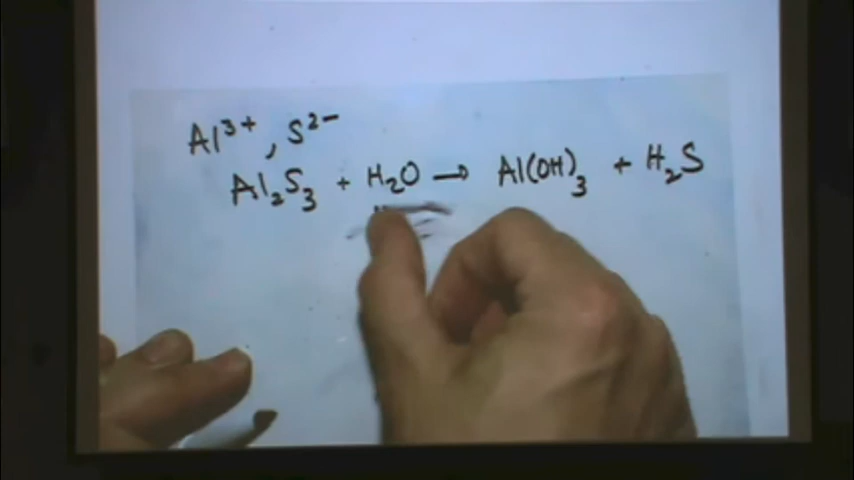 Al³⁺, S²⁻
Al₂S₃ + H₂O → Al(OH)₃ + H₂S